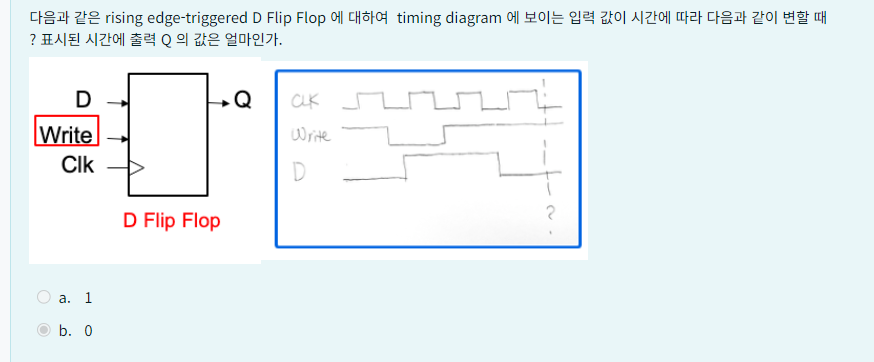 다음과 같은 rising edge-triggered D Flip Flop 에 대하여 timing diagram 에 보이는 입력 값이 시간에 따라 다음과 같이 변할 때
? 표시된 시간에 출력 Q 의 값은 얼마인가.
D
Q
Write
Clk
D Flip Flop
CLK
Write
D
?
a. 1
b. 0